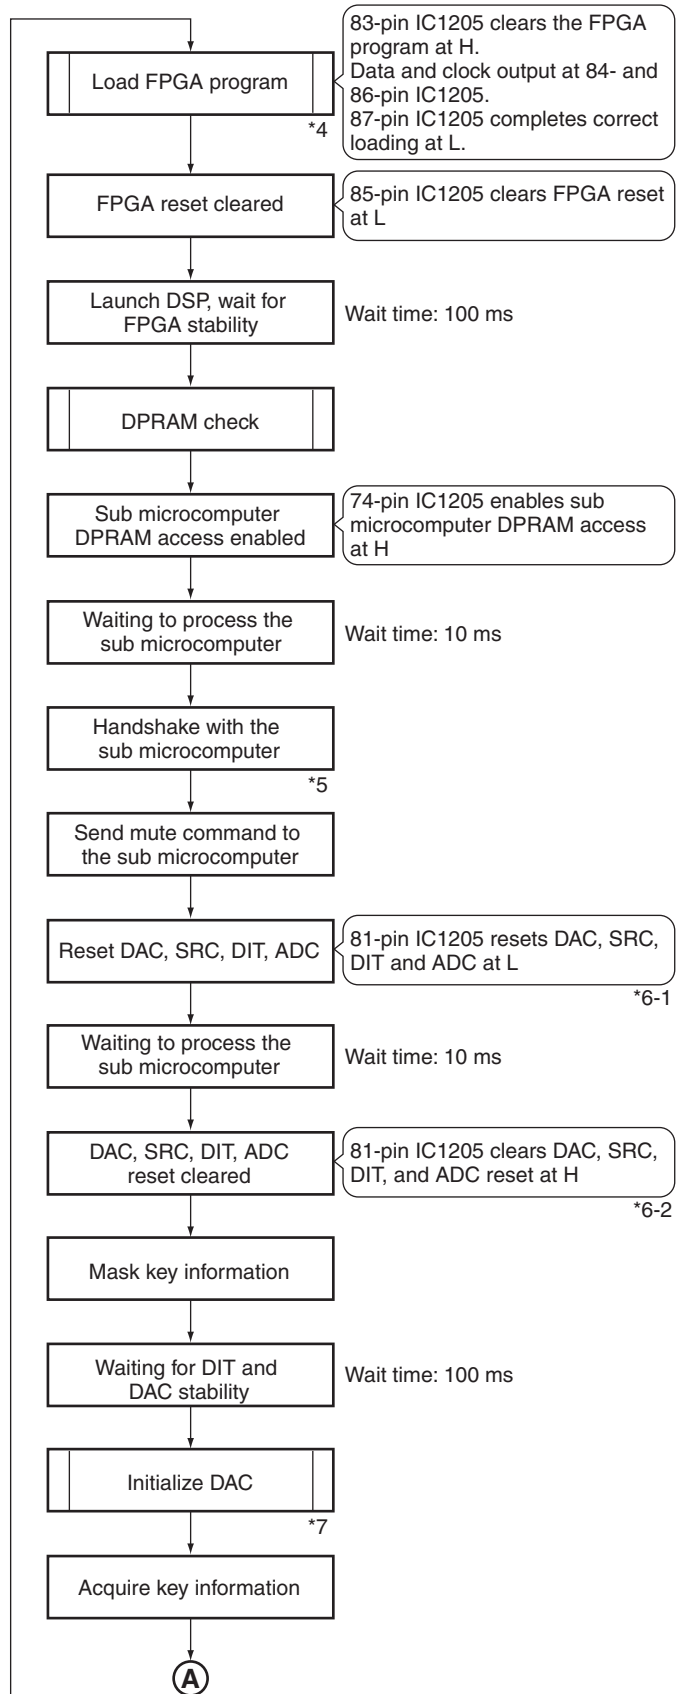 Load FPGA program
*4
83-pin IC1205 clears the FPGA
program at H.
Data and clock output at 84- and
86-pin IC1205.
87-pin IC1205 completes correct
loading at L.
FPGA reset cleared
85-pin IC1205 clears FPGA reset
at L
Launch DSP, wait for
FPGA stability
Wait time: 100 ms
DPRAM check
Sub microcomputer
DPRAM access enabled
74-pin IC1205 enables sub
microcomputer DPRAM access
at H
Waiting to process the
sub microcomputer
Wait time: 10 ms
Handshake with the
sub microcomputer
*5
Send mute command to
the sub microcomputer
Reset DAC, SRC, DIT, ADC
81-pin IC1205 resets DAC, SRC,
DIT and ADC at L
*6-1
Waiting to process the
sub microcomputer
Wait time: 10 ms
DAC, SRC, DIT, ADC
reset cleared
81-pin IC1205 clears DAC, SRC,
DIT, and ADC reset at H
*6-2
Mask key information
Waiting for DIT and
DAC stability
Wait time: 100 ms
Initialize DAC
*7
Acquire key information
A